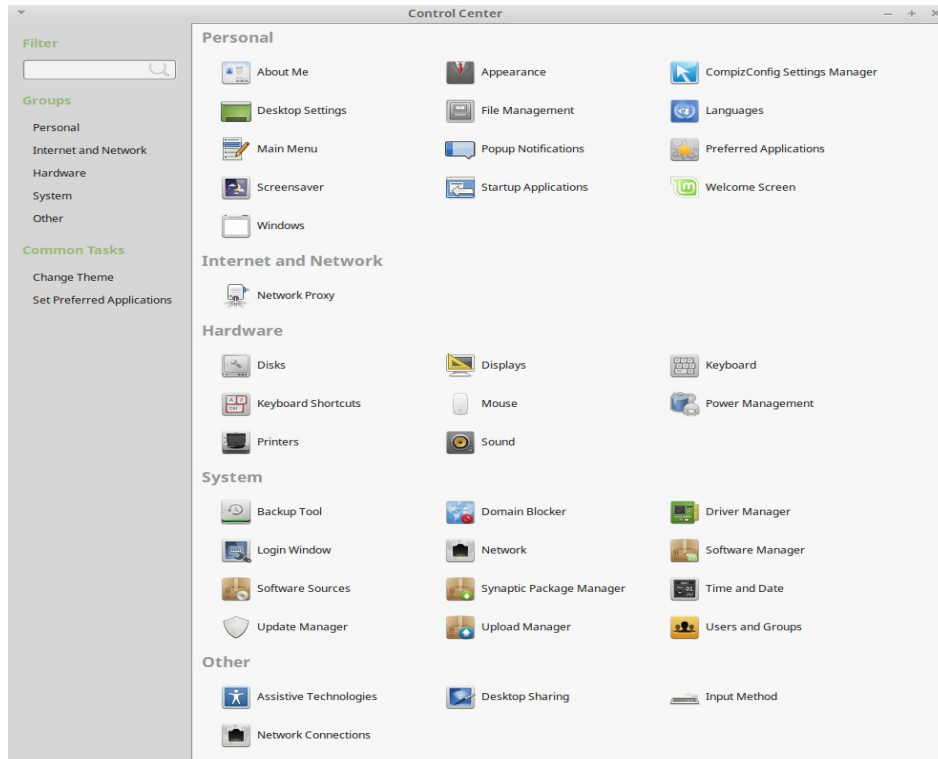 Control Center
Filter
Groups
Personal
Internet and Network
Hardware
System
Other
Common Tasks
Change Theme
Set Preferred Applications
Personal
About Me
Appearance
CompizConfig Settings Manager
Desktop Settings
File Management
Languages
Main Menu
Popup Notifications
Preferred Applications
Screensaver
Startup Applications
Welcome Screen
Windows
Internet and Network
Network Proxy
Hardware
Disks
Displays
Keyboard
Keyboard Shortcuts
Mouse
Power Management
Printers
Sound
System
Backup Tool
Domain Blocker
Driver Manager
Login Window
Network
Software Manager
Software Sources
Synaptic Package Manager
Time and Date
Update Manager
Upload Manager
Users and Groups
Other
Assistive Technologies
Desktop Sharing
Input Method
Network Connections